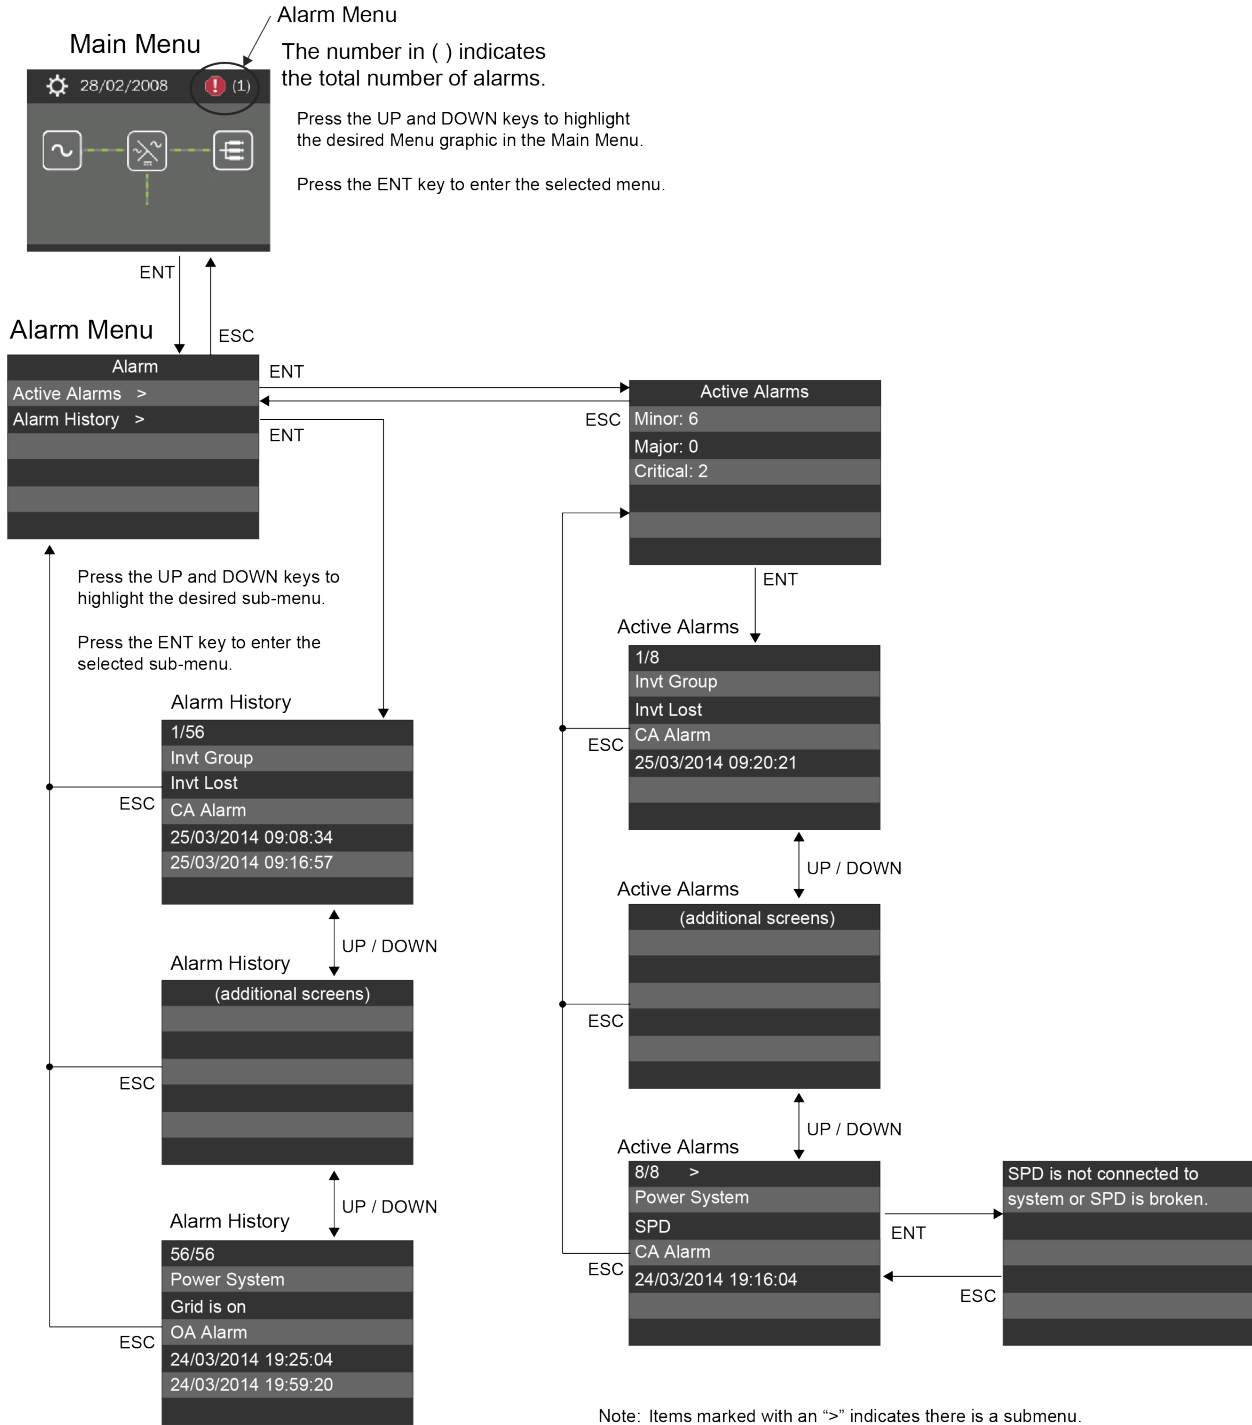 Alarm Menu
Main Menu
The number in ( ) indicates
the total number of alarms.
28/02/2008
(1)
Press the UP and DOWN keys to highlight
the desired Menu graphic in the Main Menu.
Press the ENT key to enter the selected menu.
ENT
ESC
Alarm Menu
Alarm
Active Alarms >
Alarm History >
ENT
ESC
ENT
Active Alarms
Minor: 6
Major: 0
Critical: 2
ENT
Press the UP and DOWN keys to
highlight the desired sub-menu.
Press the ENT key to enter the
selected sub-menu.
Alarm History
1/56
Invt Group
Invt Lost
CA Alarm
25/03/2014 09:08:34
25/03/2014 09:16:57
ESC
UP / DOWN
Alarm History
(additional screens)
ESC
UP / DOWN
Alarm History
56/56
Power System
Grid is on
OA Alarm
24/03/2014 19:25:04
24/03/2014 19:59:20
ESC
Active Alarms
1/8
Invt Group
Invt Lost
CA Alarm
25/03/2014 09:20:21
ESC
UP / DOWN
Active Alarms
(additional screens)
ESC
UP / DOWN
Active Alarms
8/8 >
Power System
SPD
CA Alarm
24/03/2014 19:16:04
ESC
ENT
ESC
SPD is not connected to
system or SPD is broken.
Note: Items marked with an “>” indicates there is a submenu.